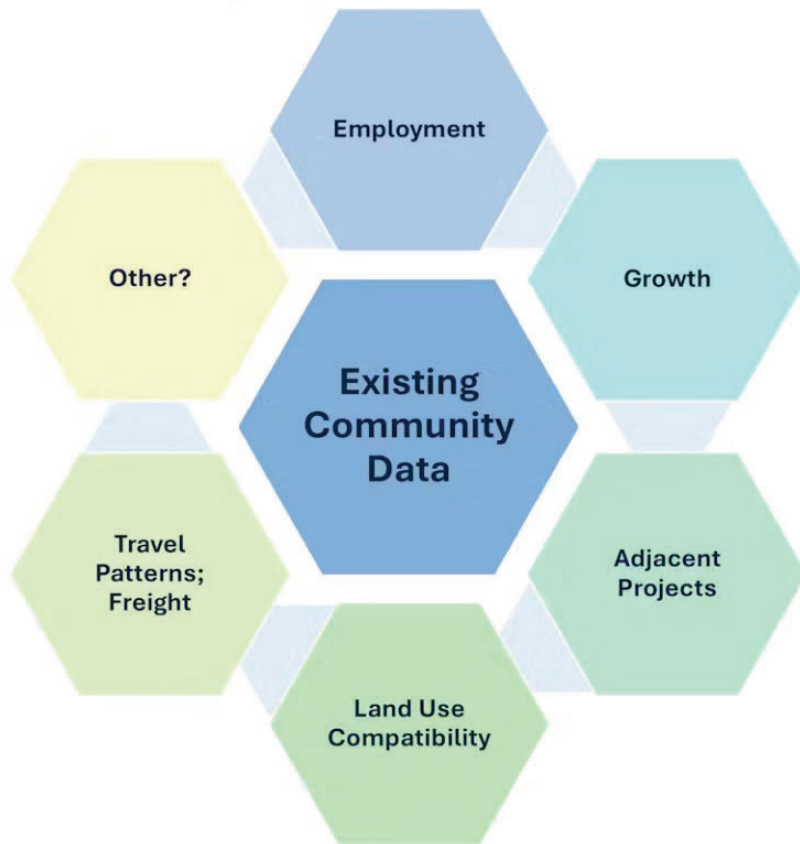 Employment
Growth
Adjacent
Projects
Land Use
Compatibility
Travel
Patterns;
Freight
Other?
Existing
Community
Data